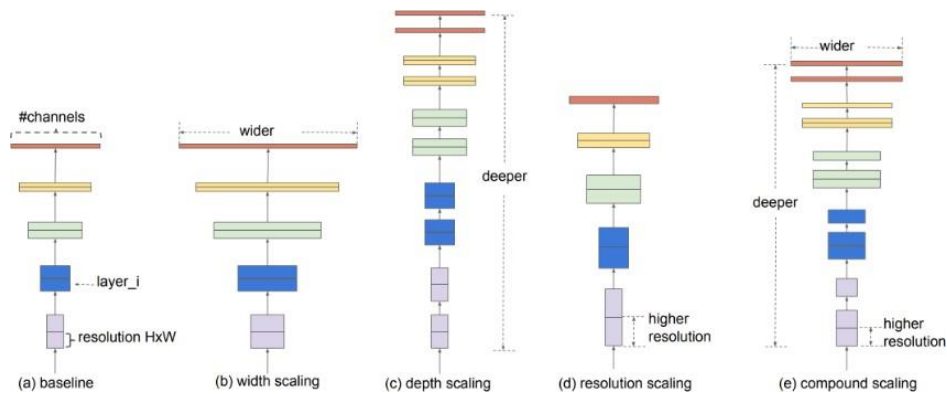 #channels
layer_i
resolution HxW
(a) baseline
wider
(b) width scaling
deeper
(c) depth scaling
higher
resolution
(d) resolution scaling
wider
deeper
higher
resolution
(e) compound scaling